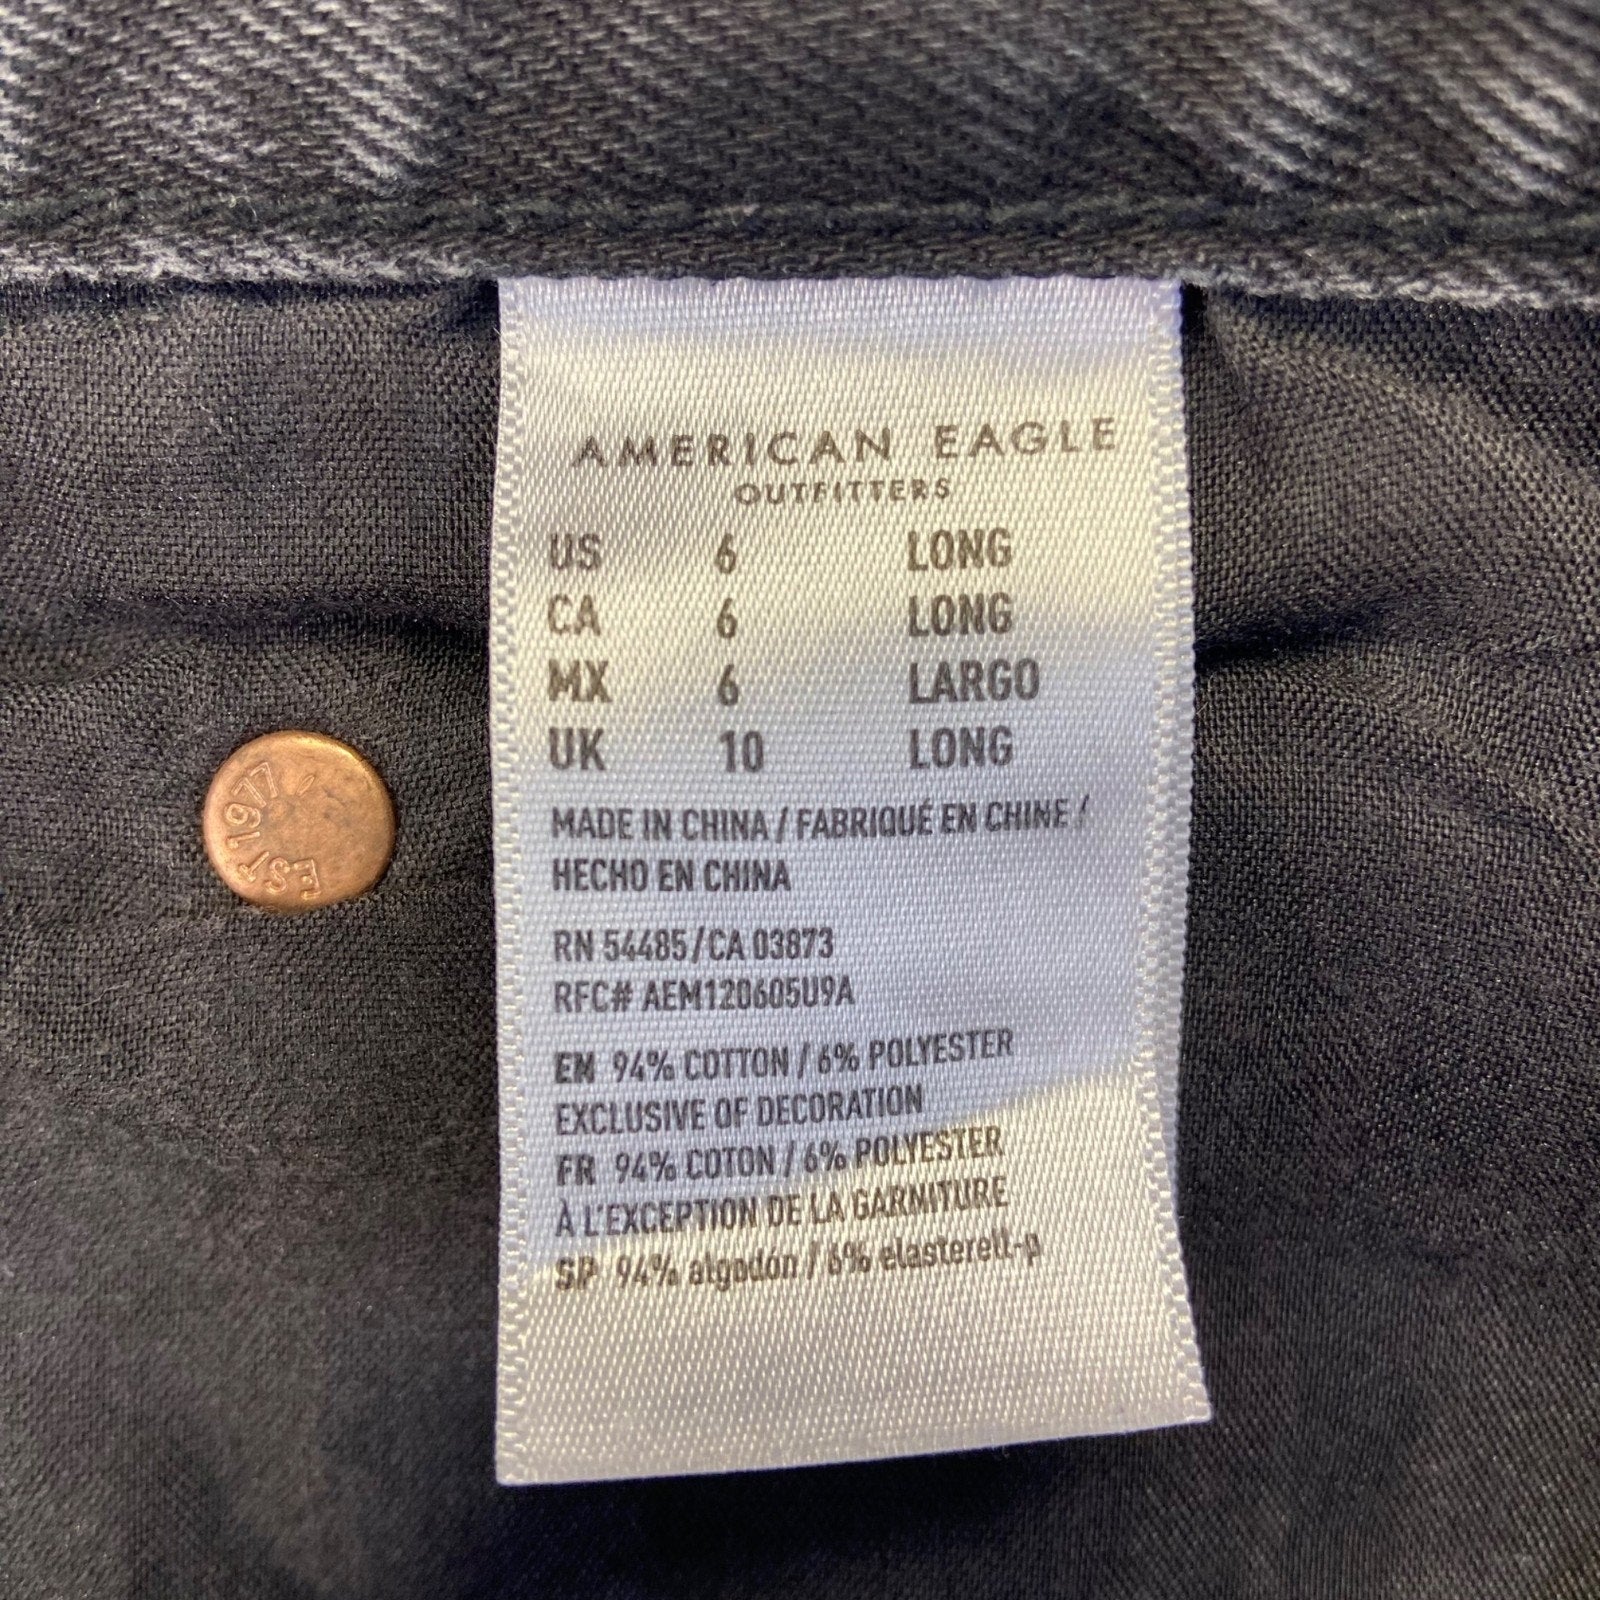 AMERICAN EAGLE
OUTFITTERS
US 6 LONG
CA 6 LONG
MX 6 LARGO
UK 10 LONG
MADE IN CHINA / FABRIQUÉ EN CHINE /
HECHO EN CHINA
RN 54485/CA 03873
RFC# AEM120605U9A
EN 94% COTTON / 6% POLYESTER
EXCLUSIVE OF DECORATION
FR 94% COTON / 6% POLYESTER
À L'EXCEPTION DE LA GARNITURE
SP 94% algodón / 6% elasterell-p
EST 1977